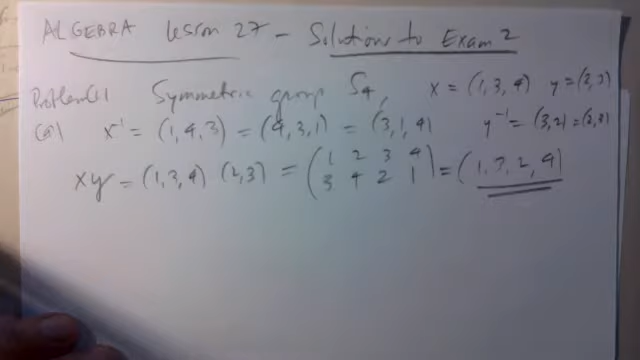 ALGEBRA Lesson 27 - Solutions to Exam 2
Problem (1) Symmetric group S4, x = (1,3,4) y = (2,3)
(a) x⁻¹ = (1,4,3) = (4,3,1) = (3,1,4) y⁻¹ = (3,2) = (2,3)
xy = (1,3,4) (2,3) = (1 2 3 4 / 3 4 2 1) = (1,3,2,4)